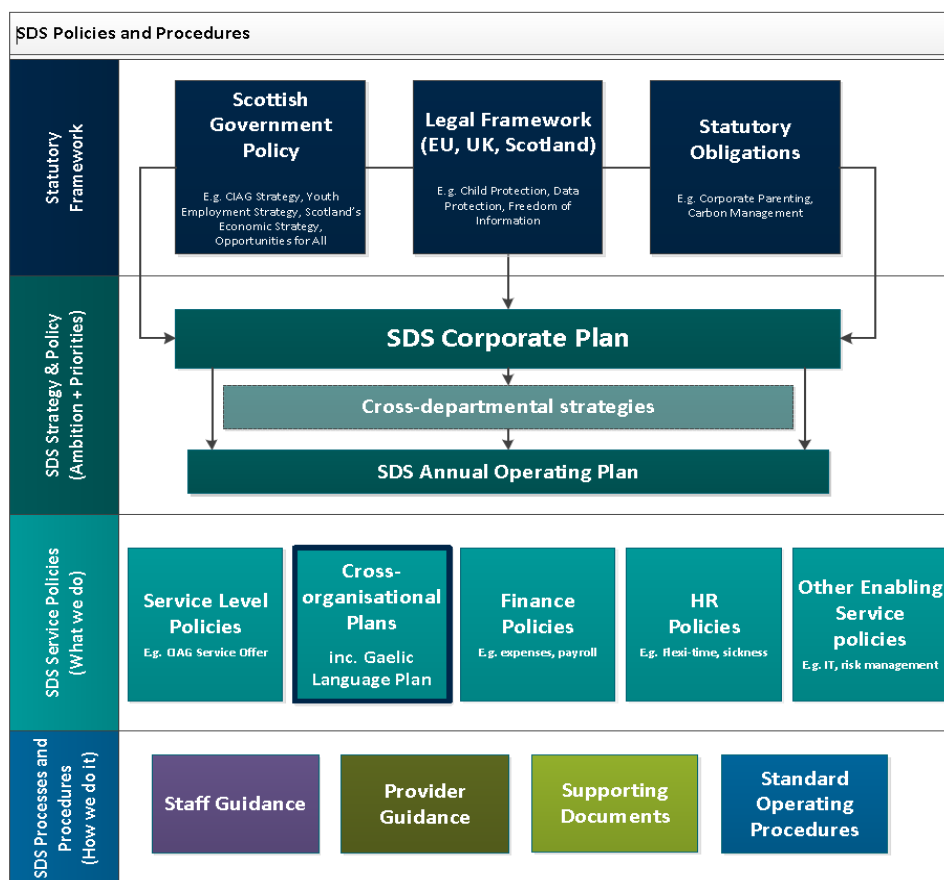 SDS Policies and Procedures
Statutory
Framework
Scottish
Government
Policy
E.g. CIAG Strategy, Youth
Employment Strategy, Scotland's
Economic Strategy,
Opportunities for All
Legal Framework
(EU, UK, Scotland)
E.g. Child Protection, Data
Protection, Freedom of
Information
Statutory
Obligations
E.g. Corporate Parenting,
Carbon Management
SDS Strategy & Policy
(Ambition + Priorities)
SDS Corporate Plan
Cross-departmental strategies
SDS Annual Operating Plan
SDS Service Policies
(What we do)
Service Level
Policies
E.g. CIAG Service Offer
Cross-
organisational
Plans
inc. Gaelic
Language Plan
Finance
Policies
E.g. expenses, payroll
HR
Policies
E.g. flexi-time, sickness
Other Enabling
Service
policies
E.g. IT, risk management
SDS Processes and
Procedures
(How we do it)
Staff Guidance
Provider
Guidance
Supporting
Documents
Standard
Operating
Procedures